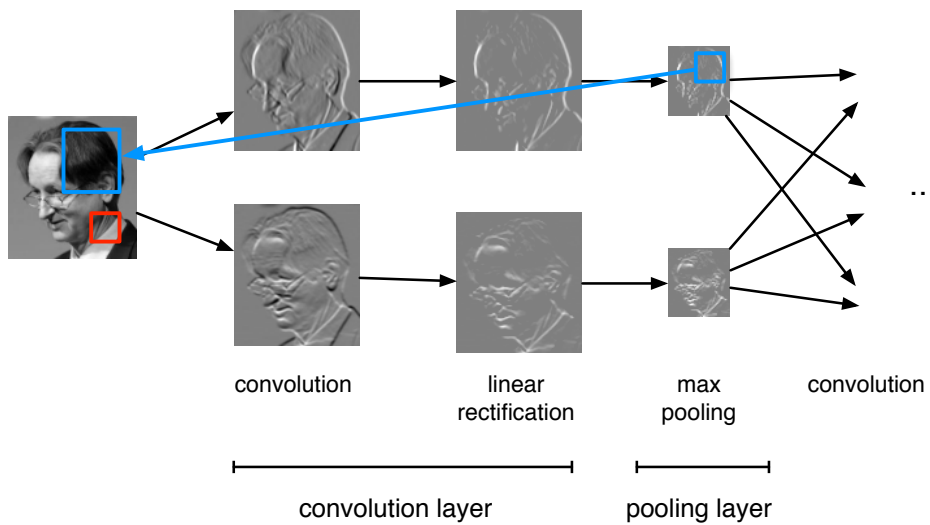 ..
convolution
linear
rectification
max
pooling
convolution
convolution layer
pooling layer